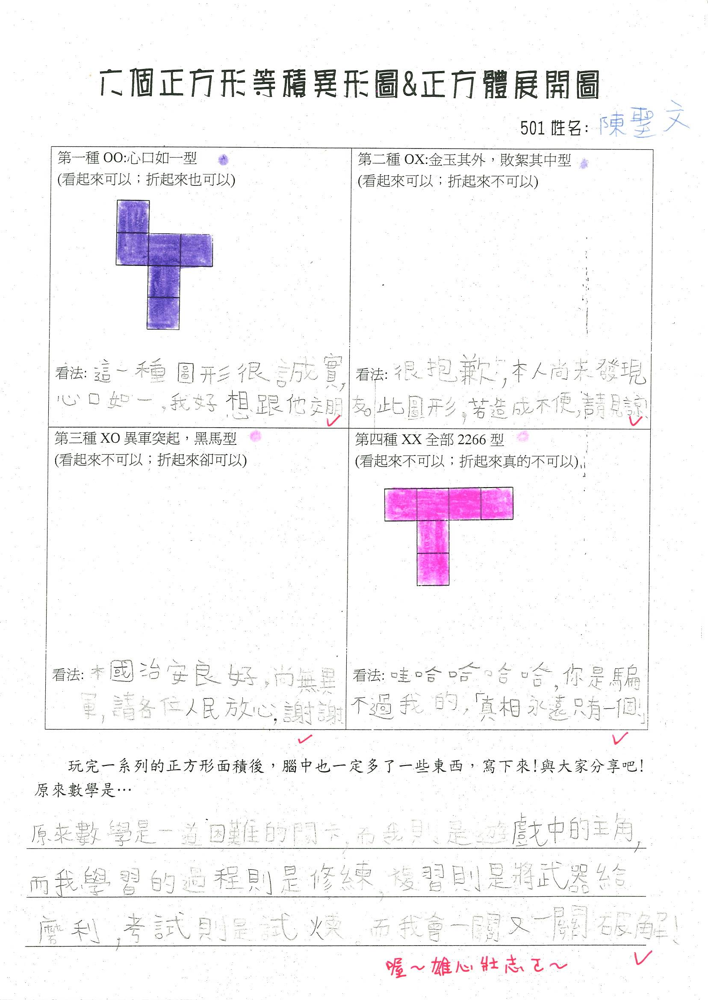 六個正方形等積異形圖&正方體展開圖
501 姓名: 陳聖文
第一種 OO:心口如一型
(看起來可以；折起來也可以)
看法: 這一種圖形很誠實,
心口如一,我好想跟他交朋友。
第二種 OX:金玉其外，敗絮其中型
(看起來可以；折起來不可以)
看法: 很抱歉,本人尚未發現
此圖形,若造成不便,請見諒!
第三種 XO 異軍突起，黑馬型
(看起來不可以；折起來卻可以)
看法: 本國治安良好,尚無異
軍,請各位人民放心,謝謝
第四種 XX 全部 2266 型
(看起來不可以；折起來真的不可以)
看法: 哇哈哈哈哈,你是騙
不過我的,「真相永遠只有一個!」
玩完一系列的正方形面積後，腦中也一定多了一些東西，寫下來!與大家分享吧!
原來數學是…
原來數學是一道困難的關卡,而我則是遊戲中的主角,
而我學習的過程則是修練,複習則是將武器給
磨利,考試則是試煉。而我會一關又一關破解!
喔～雄心壯志ㄛ～